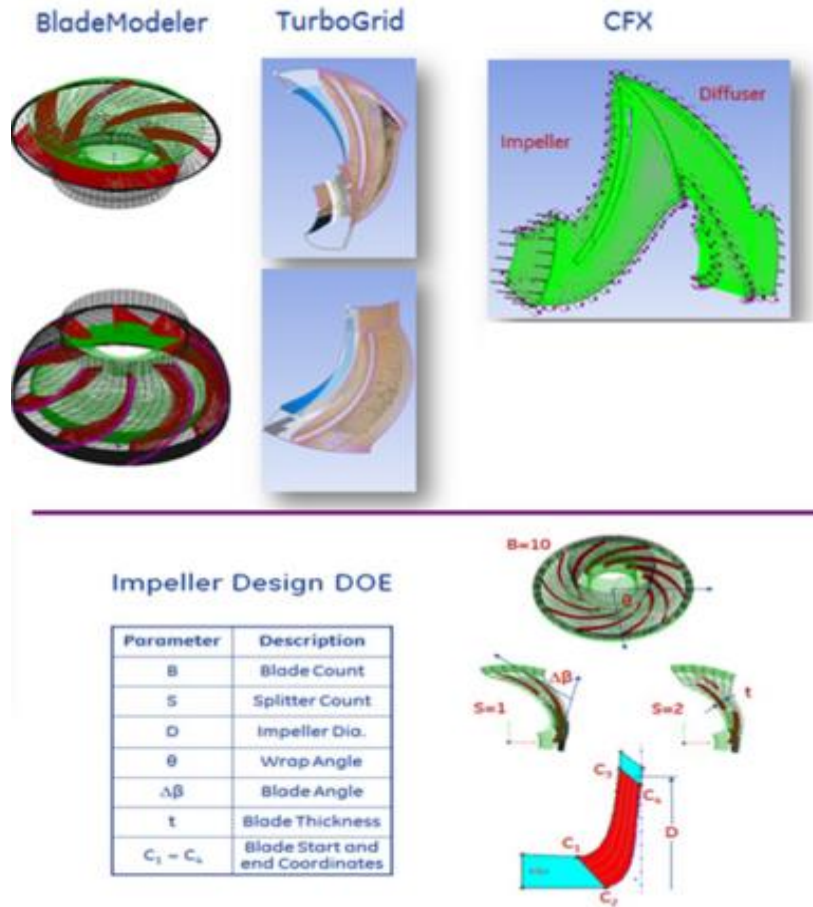 BladeModeler
TurboGrid
CFX
Impeller
Diffuser
Impeller Design DOE
Parameter Description
B Blade Count
S Splitter Count
D Impeller Dia.
θ Wrap Angle
Δβ Blade Angle
t Blade Thickness
C₁ – C₄ Blade Start and
end Coordinates
B=10
θ
Δβ
S=1
S=2
t
C₃
C₄
D
C₁
C₂